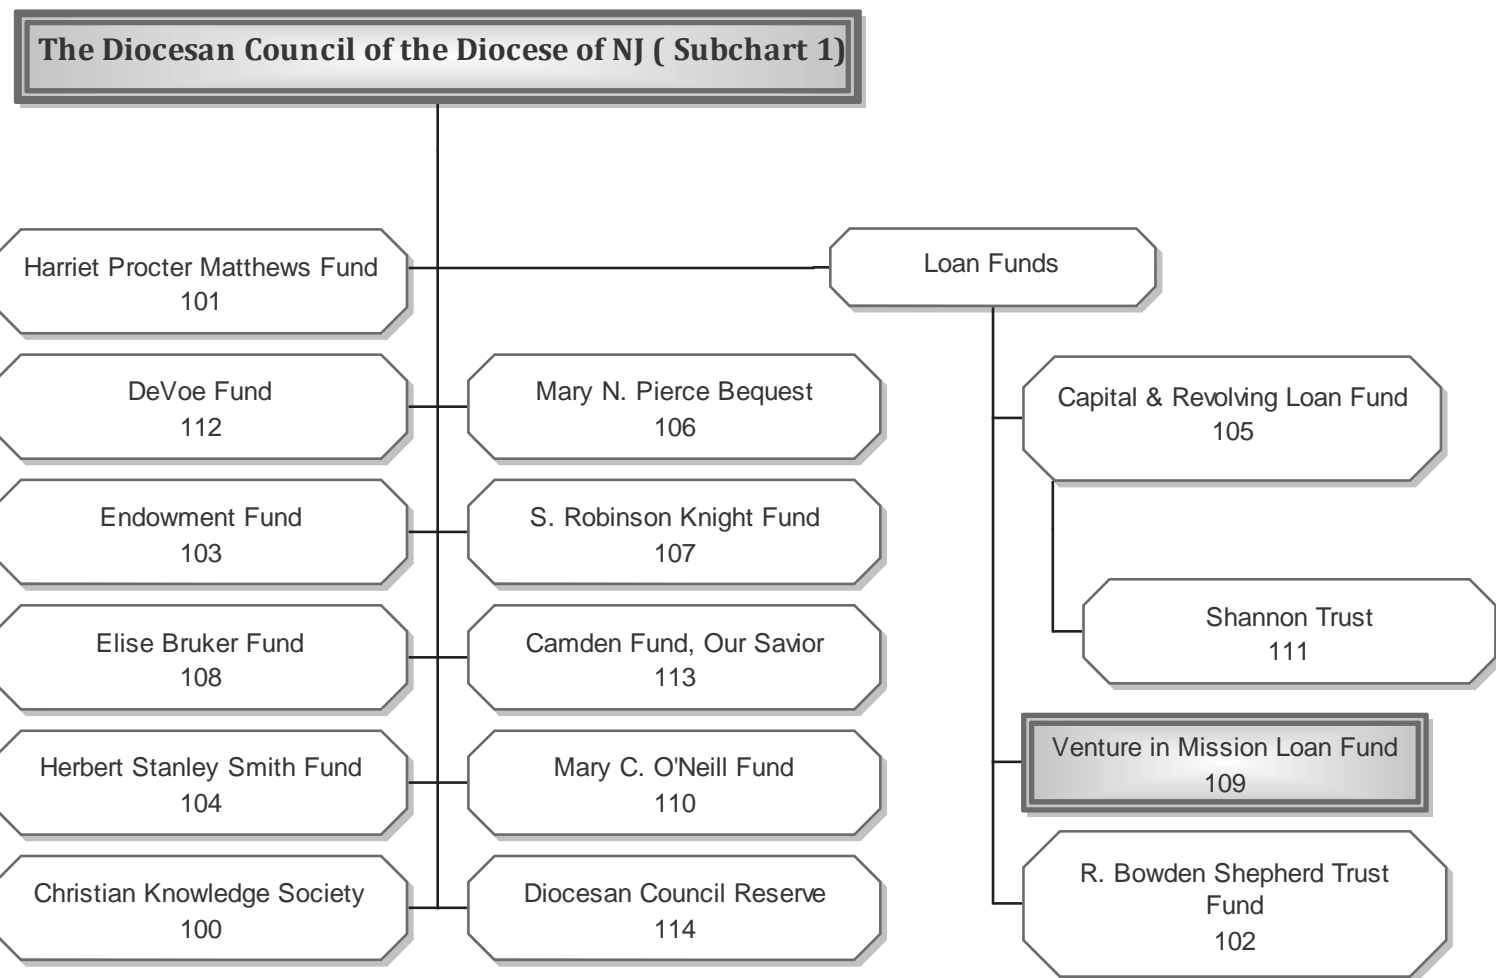 The Diocesan Council of the Diocese of NJ ( Subchart 1)
Harriet Procter Matthews Fund
101
Loan Funds
DeVoe Fund
112
Mary N. Pierce Bequest
106
Capital & Revolving Loan Fund
105
Endowment Fund
103
S. Robinson Knight Fund
107
Elise Bruker Fund
108
Camden Fund, Our Savior
113
Shannon Trust
111
Herbert Stanley Smith Fund
104
Mary C. O'Neill Fund
110
Venture in Mission Loan Fund
109
Christian Knowledge Society
100
Diocesan Council Reserve
114
R. Bowden Shepherd Trust
Fund
102